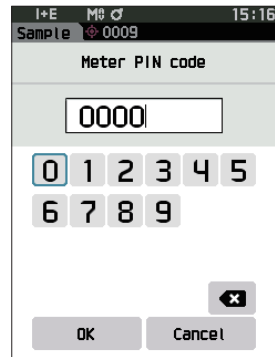 I+E M 15:16
Sample 0009
Meter PIN code
0000
0 1 2 3 4 5
6 7 8 9
OK Cancel